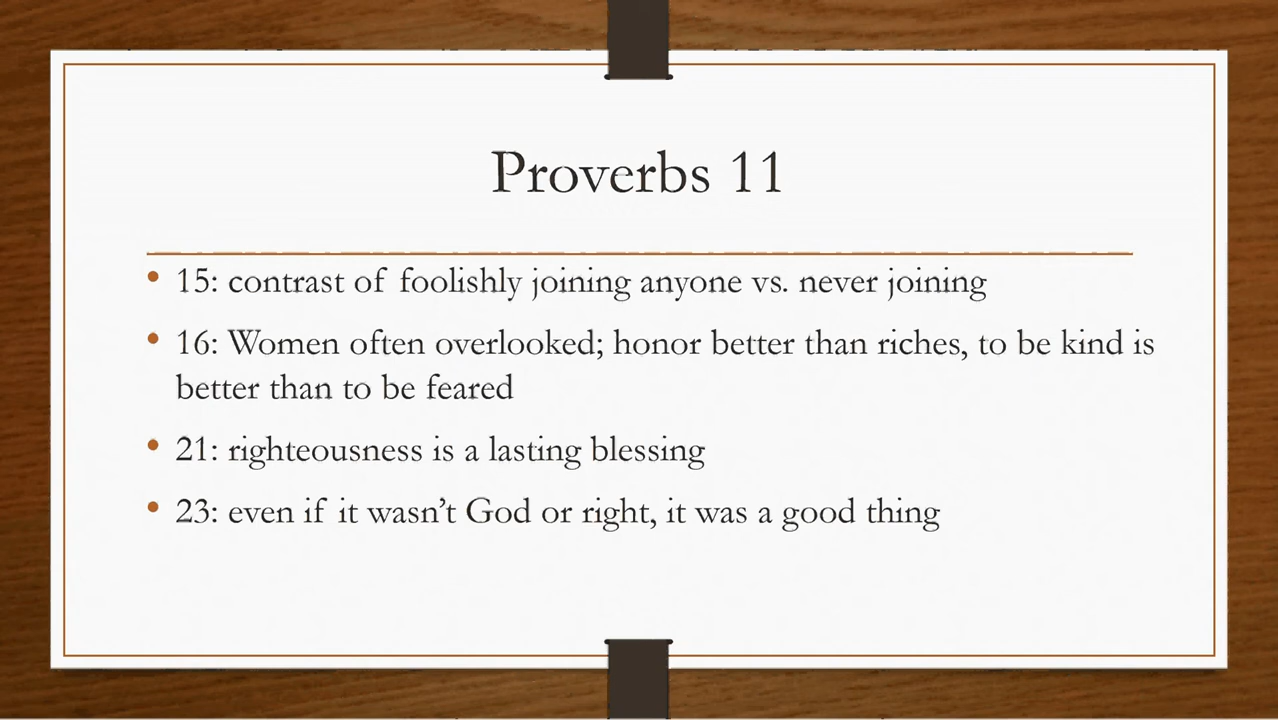 Proverbs 11
• 15: contrast of foolishly joining anyone vs. never joining
• 16: Women often overlooked; honor better than riches, to be kind is
better than to be feared
• 21: righteousness is a lasting blessing
• 23: even if it wasn’t God or right, it was a good thing